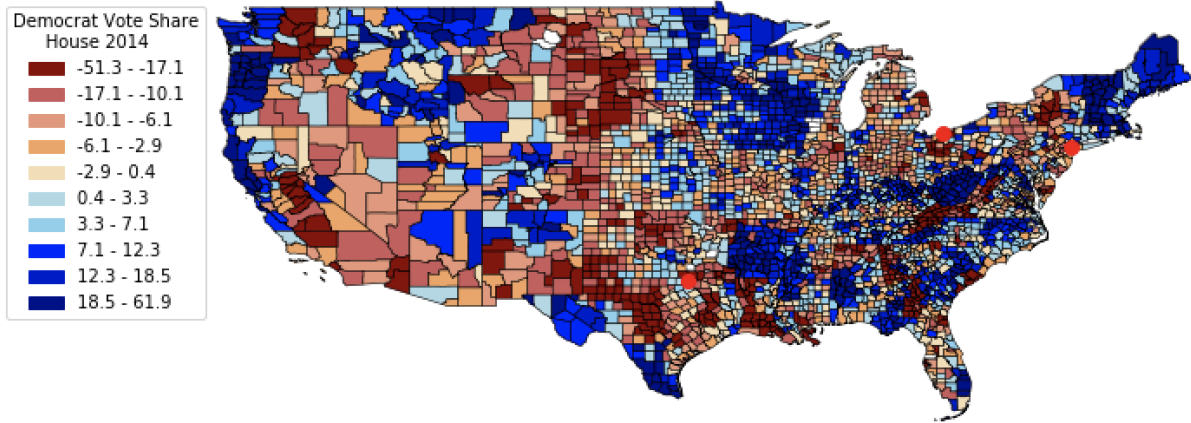 Democrat Vote Share
House 2014
-51.3 - -17.1
-17.1 - -10.1
-10.1 - -6.1
-6.1 - -2.9
-2.9 - 0.4
0.4 - 3.3
3.3 - 7.1
7.1 - 12.3
12.3 - 18.5
18.5 - 61.9